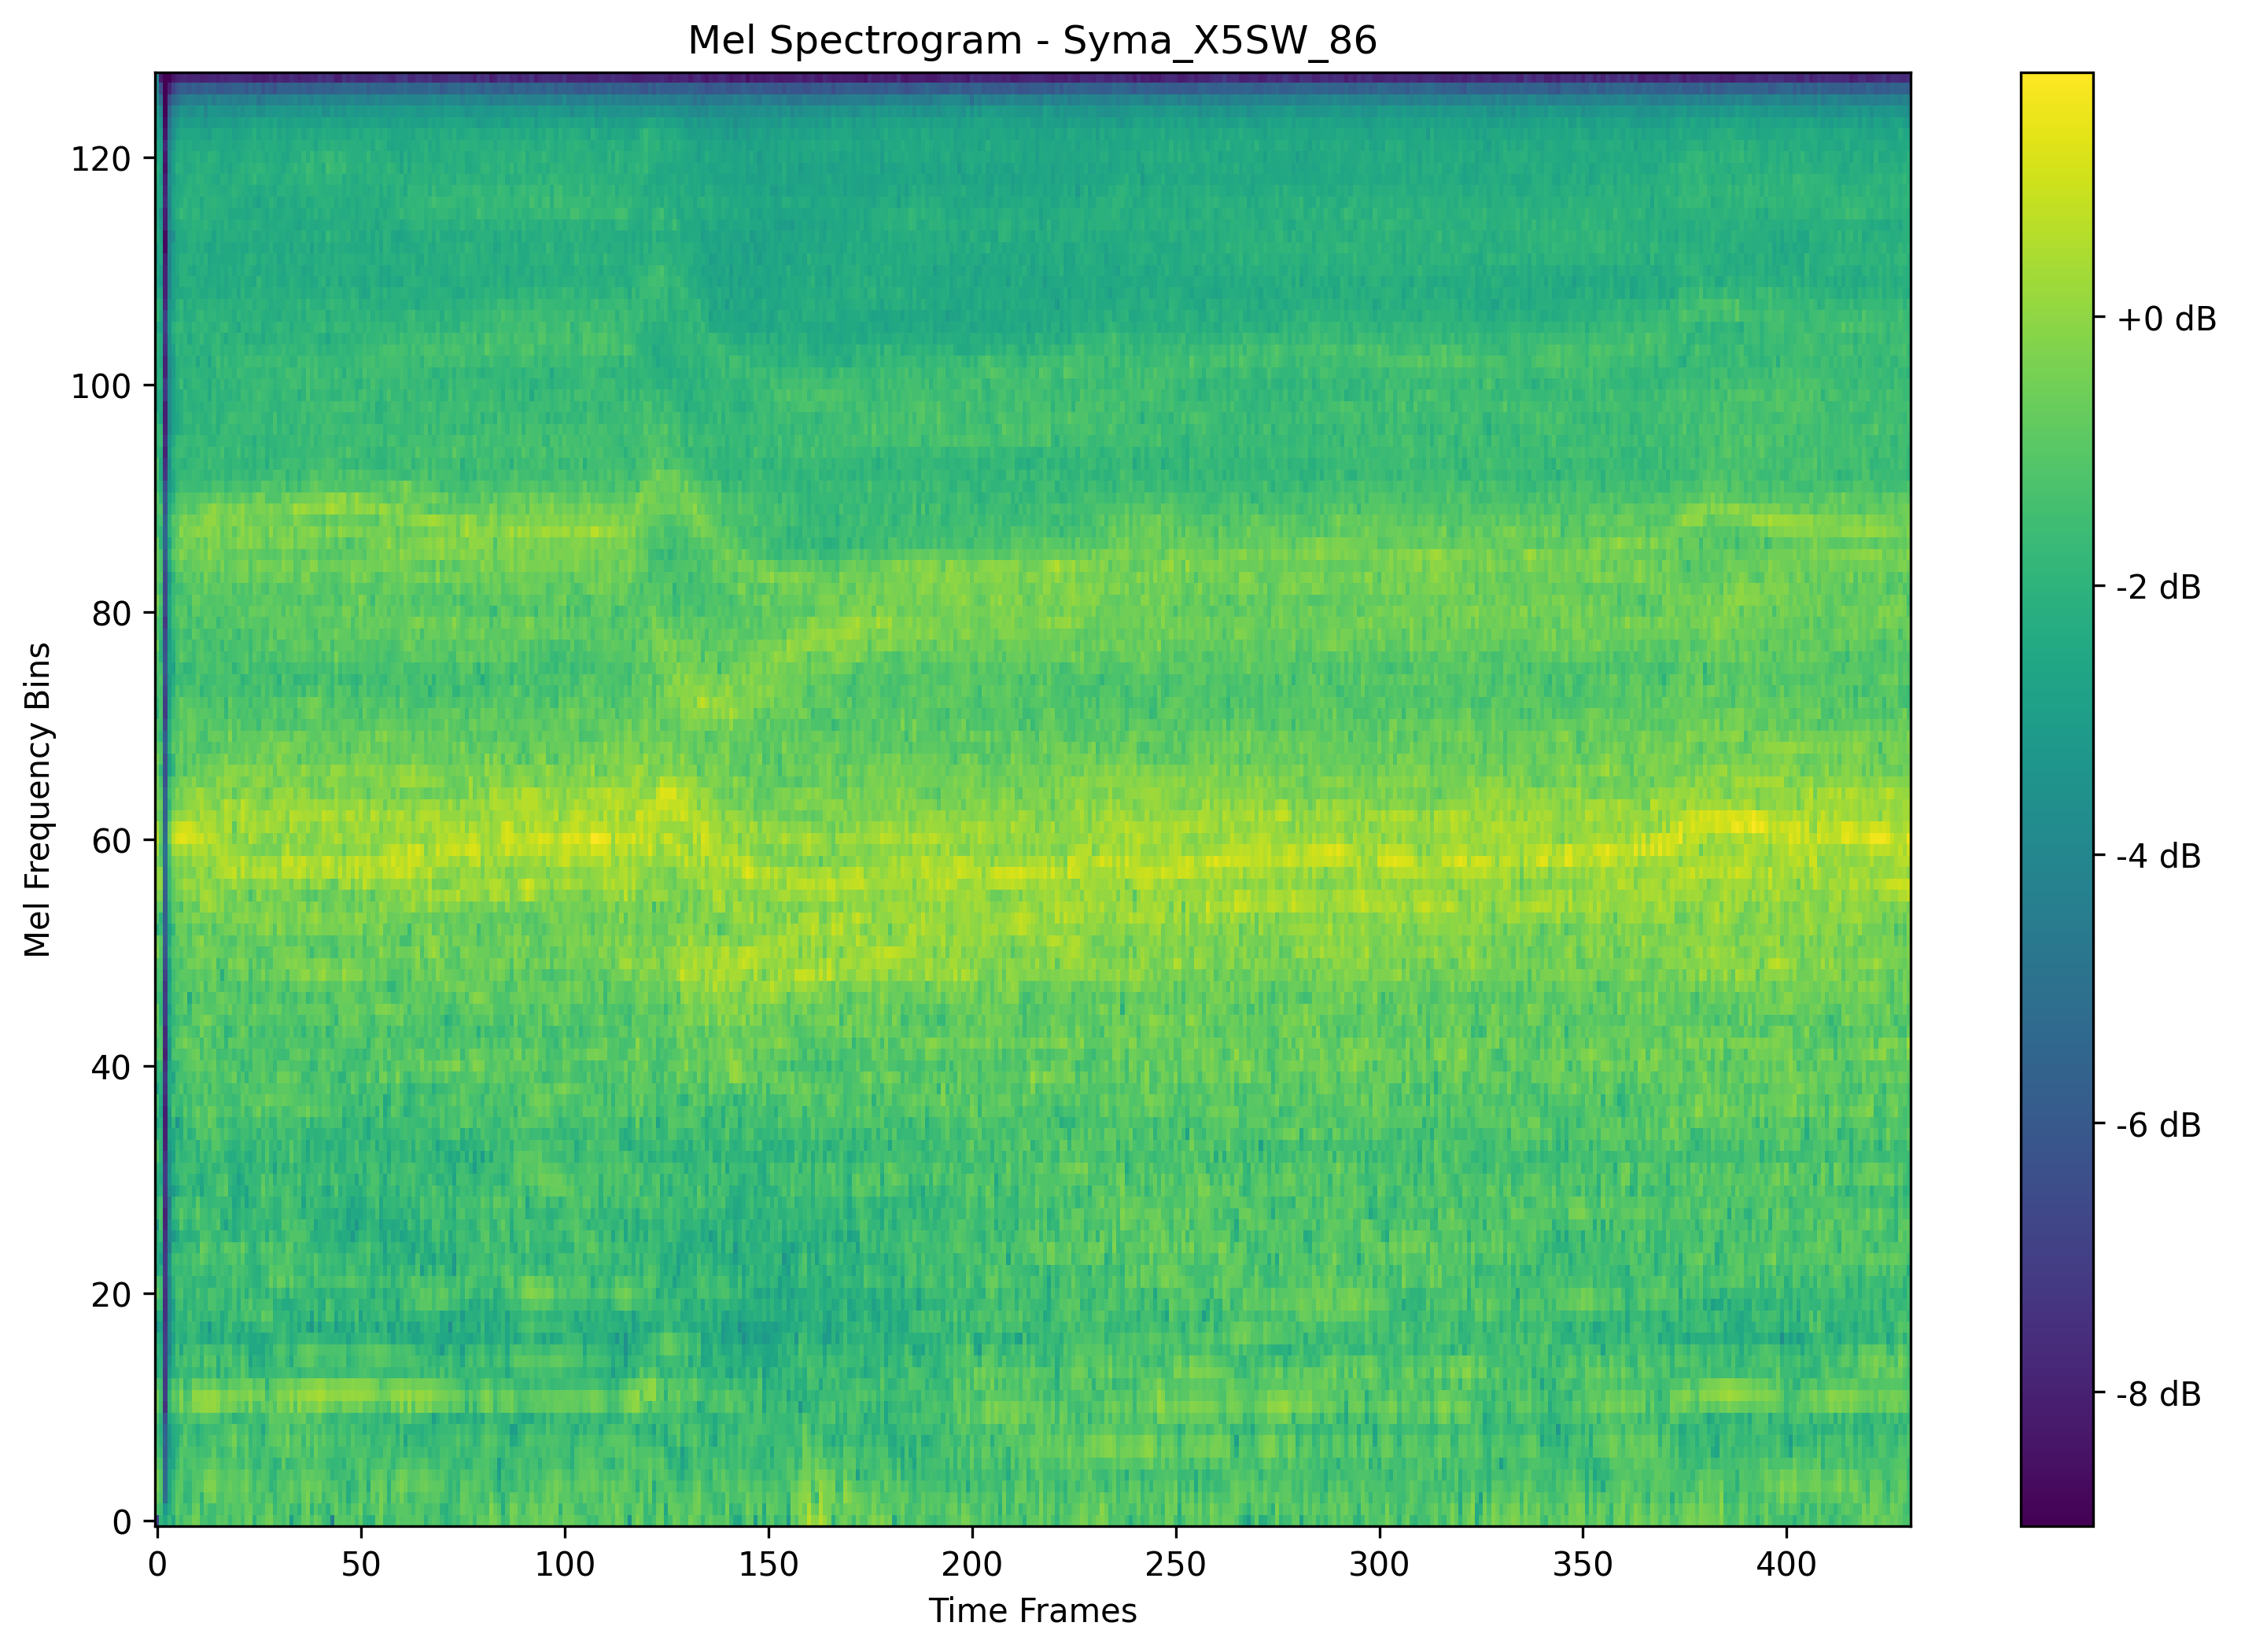 Mel Spectrogram - Syma_X5SW_86
Mel Frequency Bins
120
100
80
60
40
20
0
0 50 100 150 200 250 300 350 400
Time Frames
+0 dB
-2 dB
-4 dB
-6 dB
-8 dB